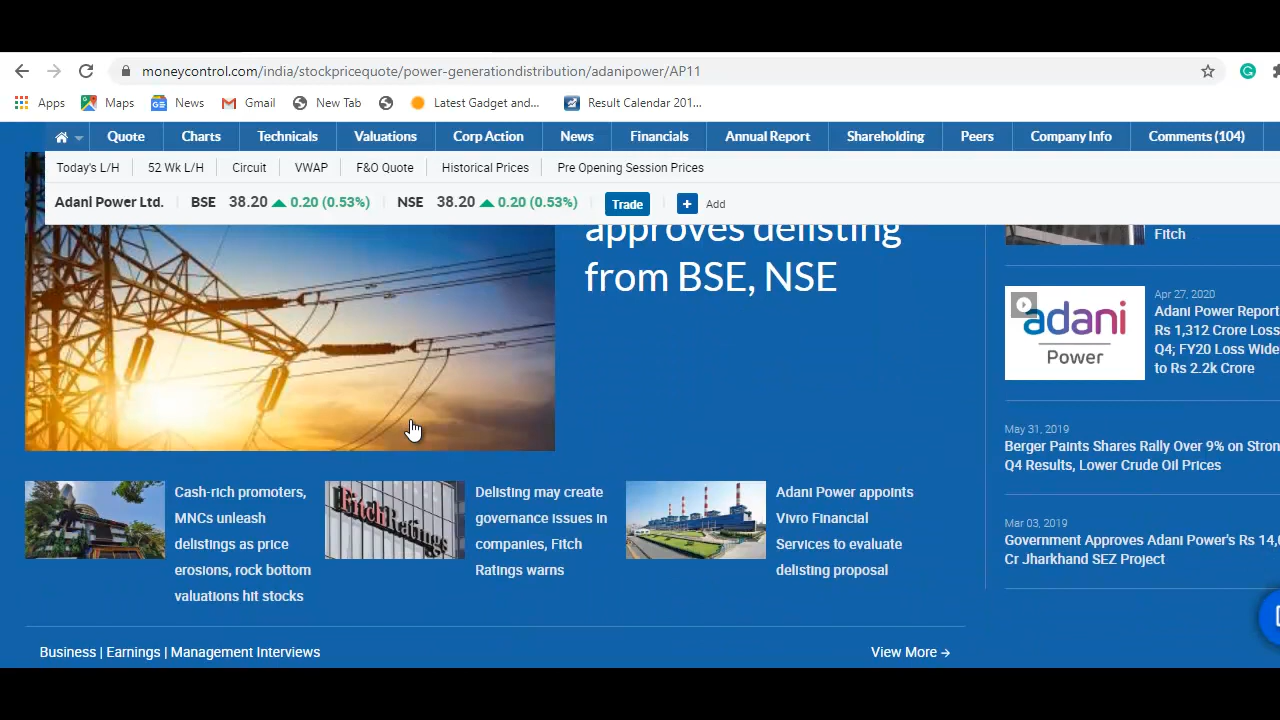 moneycontrol.com/india/stockpricequote/power-generationdistribution/adanipower/AP11
Apps Maps News Gmail New Tab Latest Gadget and... Result Calendar 201...
Quote Charts Technicals Valuations Corp Action News Financials Annual Report Shareholding Peers Company Info Comments (104)
Today's L/H 52 Wk L/H Circuit VWAP F&O Quote Historical Prices Pre Opening Session Prices
Adani Power Ltd. BSE 38.20 0.20 (0.53%) NSE 38.20 0.20 (0.53%) Trade + Add
approves delisting
from BSE, NSE
Fitch
Apr 27, 2020
Adani Power Report
Rs 1,312 Crore Loss
Q4; FY20 Loss Wide
to Rs 2.2k Crore
adani
Power
May 31, 2019
Berger Paints Shares Rally Over 9% on Stron
Q4 Results, Lower Crude Oil Prices
Mar 03, 2019
Government Approves Adani Power's Rs 14,0
Cr Jharkhand SEZ Project
Cash-rich promoters,
MNCs unleash
delistings as price
erosions, rock bottom
valuations hit stocks
FitchRatings
Delisting may create
governance issues in
companies, Fitch
Ratings warns
Adani Power appoints
Vivro Financial
Services to evaluate
delisting proposal
Business | Earnings | Management Interviews
View More →